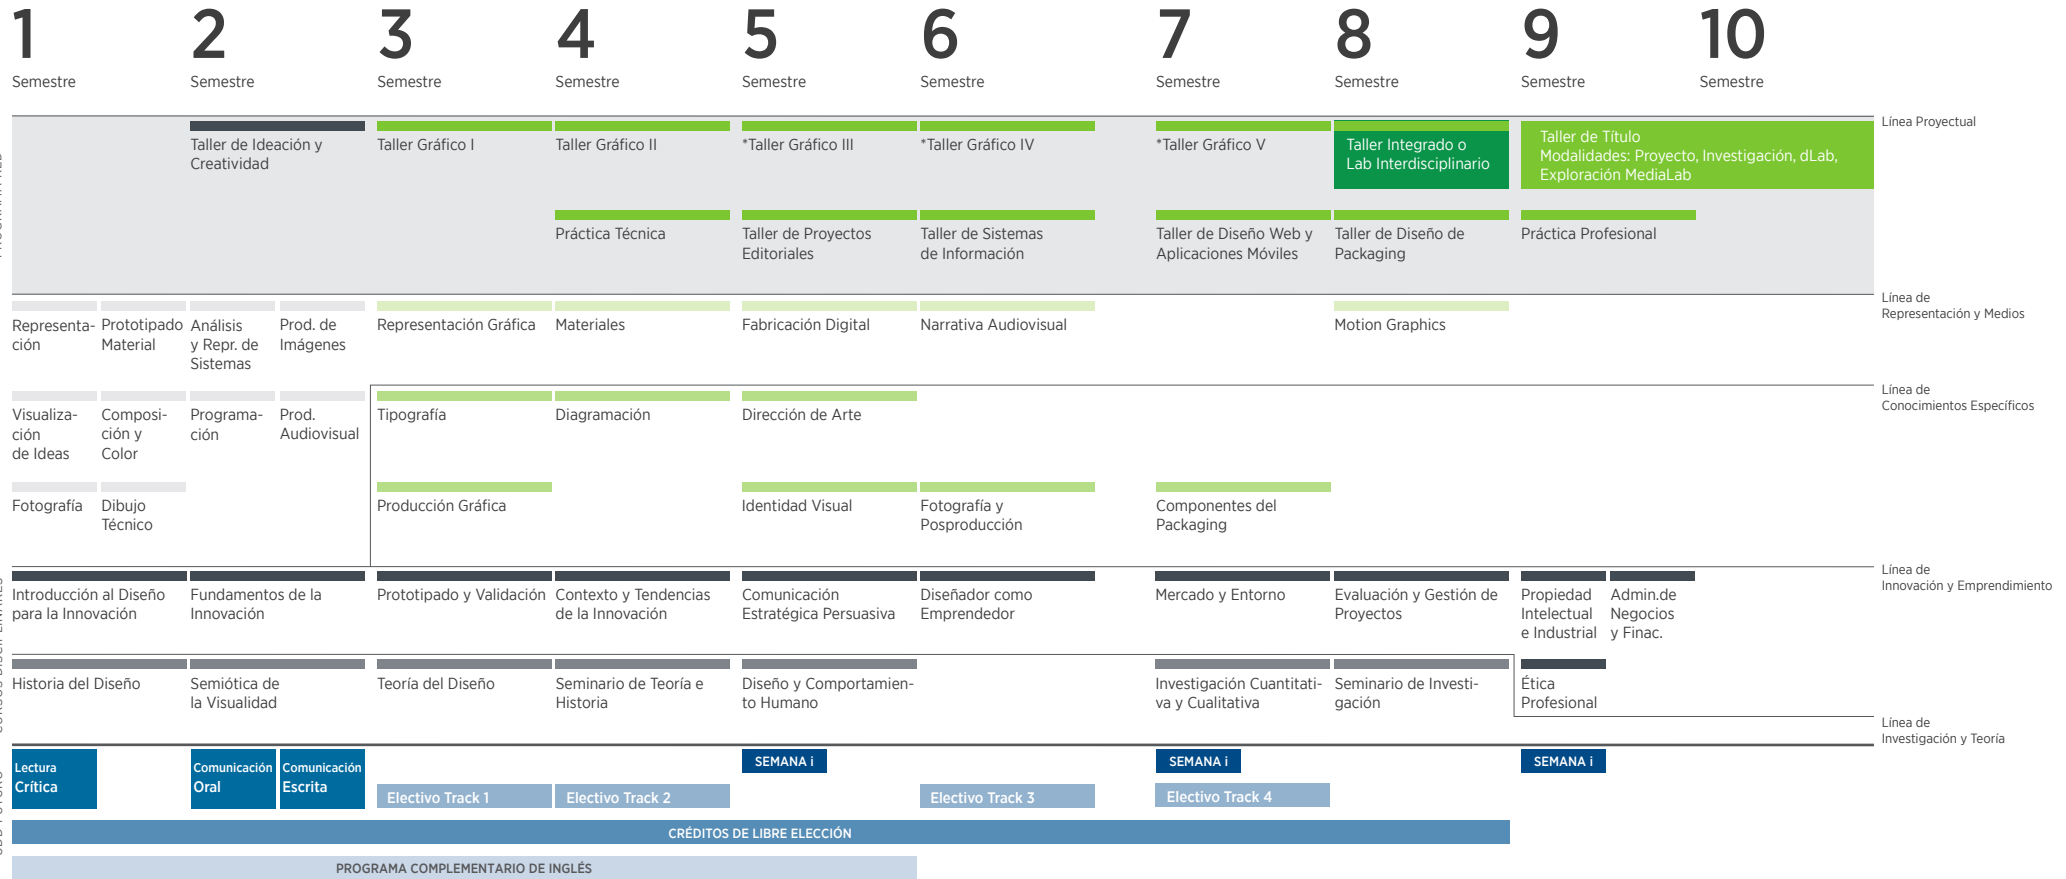 1 2 3 4 5 6 7 8 9 10
Semestre Semestre Semestre Semestre Semestre Semestre Semestre Semestre Semestre Semestre
Línea Proyectual
Taller de Ideación y
Creatividad
Taller Gráfico I
Taller Gráfico II
*Taller Gráfico III
*Taller Gráfico IV
*Taller Gráfico V
Taller Integrado o
Lab Interdisciplinario
Taller de Título
Modalidades: Proyecto, Investigación, dLab,
Exploración MediaLab
Práctica Técnica
Taller de Proyectos
Editoriales
Taller de Sistemas
de Información
Taller de Diseño Web y
Aplicaciones Móviles
Taller de Diseño de
Packaging
Práctica Profesional
Línea de
Representación y Medios
Representa-
ción
Prototipado
Material
Análisis
y Repr. de
Sistemas
Prod. de
Imágenes
Representación Gráfica
Materiales
Fabricación Digital
Narrativa Audiovisual
Motion Graphics
Línea de
Conocimientos Específicos
Visualiza-
ción
de Ideas
Composi-
ción y
Color
Programa-
ción
Prod.
Audiovisual
Tipografía
Diagramación
Dirección de Arte
Fotografía
Dibujo
Técnico
Producción Gráfica
Identidad Visual
Fotografía y
Posproducción
Componentes del
Packaging
Línea de
Innovación y Emprendimiento
Introducción al Diseño
para la Innovación
Fundamentos de la
Innovación
Prototipado y Validación
Contexto y Tendencias
de la Innovación
Comunicación
Estratégica Persuasiva
Diseñador como
Emprendedor
Mercado y Entorno
Evaluación y Gestión de
Proyectos
Propiedad
Intelectual
e Industrial
Admin.de
Negocios
y Finac.
Historia del Diseño
Semiótica de
la Visualidad
Teoría del Diseño
Seminario de Teoría e
Historia
Diseño y Comportamien-
to Humano
Investigación Cuantitati-
va y Cualitativa
Seminario de Investi-
gación
Ética
Profesional
Línea de
Investigación y Teoría
Lectura
Crítica
Comunicación
Oral
Comunicación
Escrita
Electivo Track 1
Electivo Track 2
SEMANA i
Electivo Track 3
SEMANA i
Electivo Track 4
SEMANA i
CRÉDITOS DE LIBRE ELECCIÓN
PROGRAMA COMPLEMENTARIO DE INGLÉS